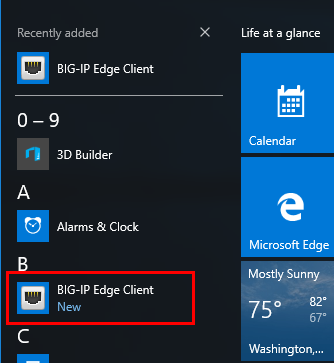 Recently added
Life at a glance
BIG-IP Edge Client
0 – 9
3D Builder
Calendar
A
Alarms & Clock
Microsoft Edge
B
BIG-IP Edge Client
New
Mostly Sunny
75°
82°
67°
Washington,...
C